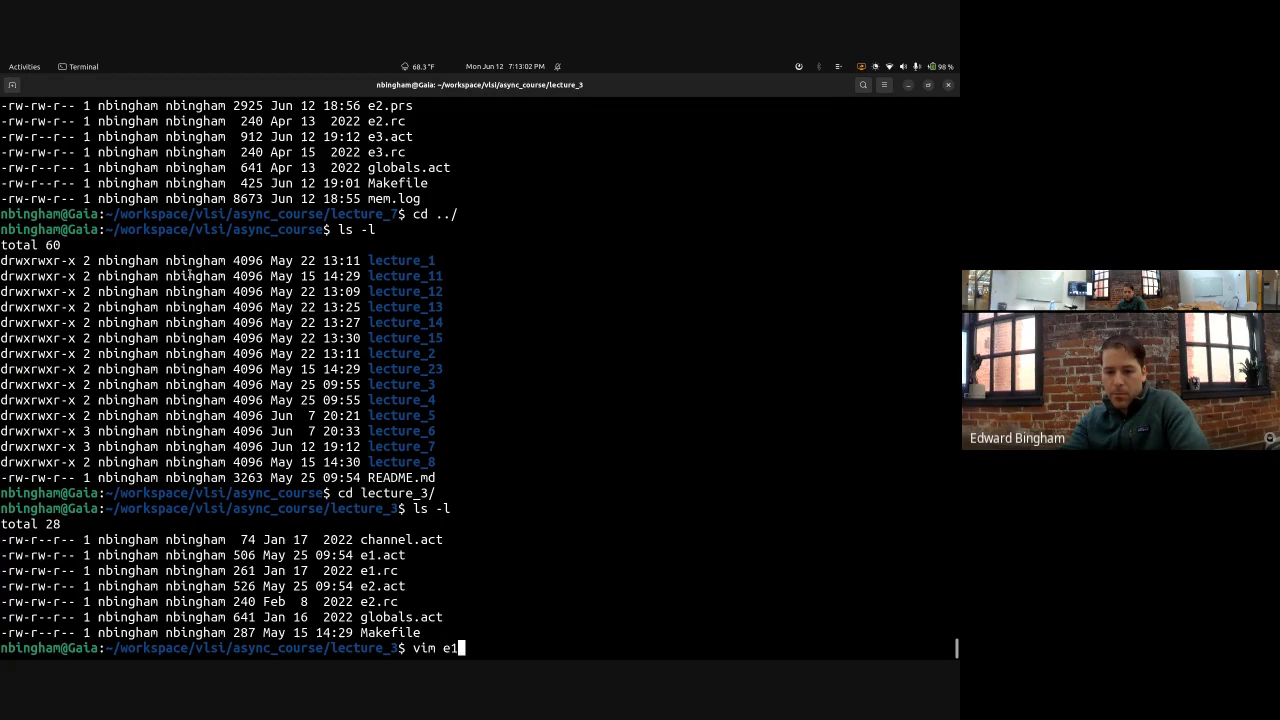 Activities
Terminal
68.3 °F
Mon Jun 12 7:13:02 PM
98 %
nbingham@Gaia: ~/workspace/vlsi/async_course/lecture_3
-rw-rw-r-- 1 nbingham nbingham 2925 Jun 12 18:56 e2.prs
-rw-rw-r-- 1 nbingham nbingham  240 Apr 13  2022 e2.rc
-rw-r--r-- 1 nbingham nbingham  912 Jun 12 19:12 e3.act
-rw-rw-r-- 1 nbingham nbingham  240 Apr 15  2022 e3.rc
-rw-r--r-- 1 nbingham nbingham  641 Apr 13  2022 globals.act
-rw-rw-r-- 1 nbingham nbingham  425 Jun 12 19:01 Makefile
-rw-rw-r-- 1 nbingham nbingham 8673 Jun 12 18:55 mem.log
nbingham@Gaia:~/workspace/vlsi/async_course/lecture_7$ cd ../
nbingham@Gaia:~/workspace/vlsi/async_course$ ls -l
total 60
drwxrwxr-x 2 nbingham nbingham 4096 May 22 13:11 lecture_1
drwxrwxr-x 2 nbingham nbingham 4096 May 15 14:29 lecture_11
drwxrwxr-x 2 nbingham nbingham 4096 May 22 13:09 lecture_12
drwxrwxr-x 2 nbingham nbingham 4096 May 22 13:25 lecture_13
drwxrwxr-x 2 nbingham nbingham 4096 May 22 13:27 lecture_14
drwxrwxr-x 2 nbingham nbingham 4096 May 22 13:30 lecture_15
drwxrwxr-x 2 nbingham nbingham 4096 May 22 13:11 lecture_2
drwxrwxr-x 2 nbingham nbingham 4096 May 15 14:29 lecture_23
drwxrwxr-x 2 nbingham nbingham 4096 May 25 09:55 lecture_3
drwxrwxr-x 2 nbingham nbingham 4096 May 25 09:55 lecture_4
drwxrwxr-x 2 nbingham nbingham 4096 Jun  7 20:21 lecture_5
drwxrwxr-x 3 nbingham nbingham 4096 Jun  7 20:33 lecture_6
drwxrwxr-x 3 nbingham nbingham 4096 Jun 12 19:12 lecture_7
drwxrwxr-x 2 nbingham nbingham 4096 May 15 14:30 lecture_8
-rw-rw-r-- 1 nbingham nbingham 3263 May 25 09:54 README.md
nbingham@Gaia:~/workspace/vlsi/async_course$ cd lecture_3/
nbingham@Gaia:~/workspace/vlsi/async_course/lecture_3$ ls -l
total 28
-rw-r--r-- 1 nbingham nbingham  74 Jan 17  2022 channel.act
-rw-rw-r-- 1 nbingham nbingham 506 May 25 09:54 e1.act
-rw-rw-r-- 1 nbingham nbingham 261 Jan 17  2022 e1.rc
-rw-rw-r-- 1 nbingham nbingham 526 May 25 09:54 e2.act
-rw-rw-r-- 1 nbingham nbingham 240 Feb  8  2022 e2.rc
-rw-r--r-- 1 nbingham nbingham 641 Jan 16  2022 globals.act
-rw-rw-r-- 1 nbingham nbingham 287 May 15 14:29 Makefile
nbingham@Gaia:~/workspace/vlsi/async_course/lecture_3$ vim e1
Edward Bingham